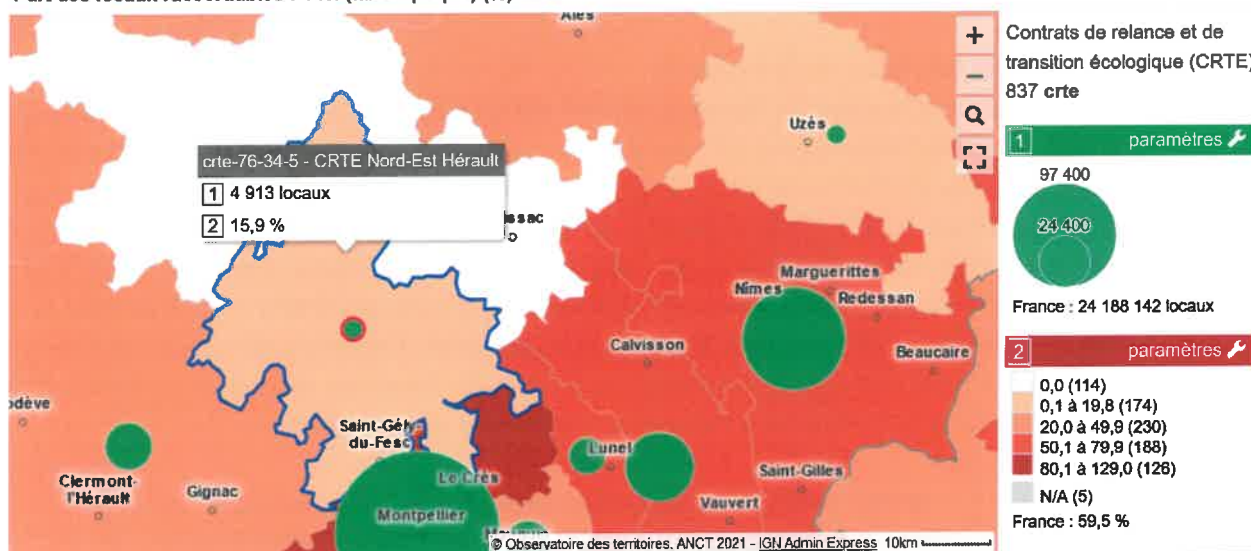 Alès
+
−
Uzès
crte-76-34-5 - CRTE Nord-Est Hérault
1 4 913 locaux
2 15,9 %
ssac
Marguerittes
Nîmes
Redessan
Calvisson
Beaucaire
odève
Saint-Gély
du-Fesc
Lunel
Clermont-
l'Hérault
Gignac
Le Crès
Saint-Gilles
Montpellier
Vauvert
© Observatoire des territoires, ANCT 2021 - IGN Admin Express 10km
Contrats de relance et de
transition écologique (CRTE)
837 crte
1 paramètres
97 400
24 400
France : 24 188 142 locaux
2 paramètres
0,0 (114)
0,1 à 19,8 (174)
20,0 à 49,9 (230)
50,1 à 79,9 (188)
80,1 à 129,0 (126)
N/A (5)
France : 59,5 %